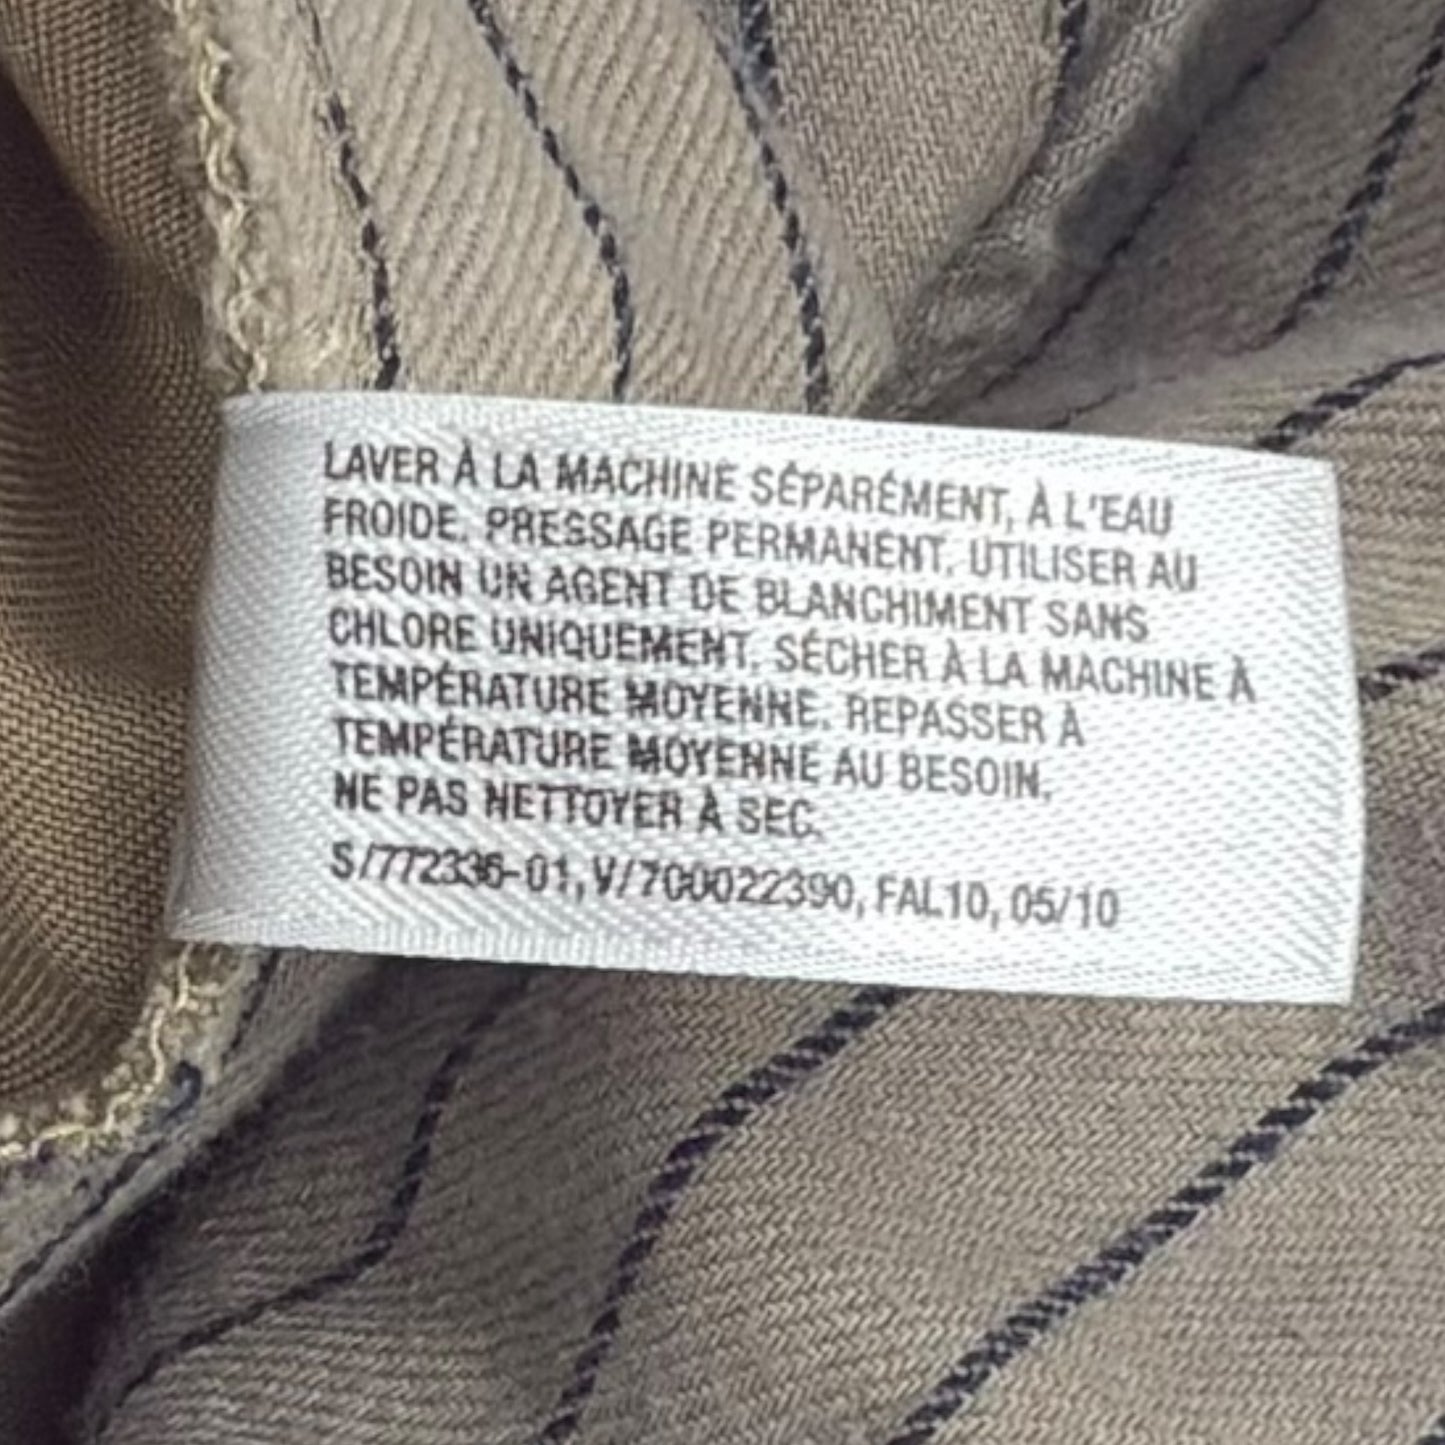 LAVER À LA MACHINE SÉPARÉMENT, À L'EAU
FROIDE. PRESSAGE PERMANENT. UTILISER AU
BESOIN UN AGENT DE BLANCHIMENT SANS
CHLORE UNIQUEMENT. SÉCHER À LA MACHINE À
TEMPÉRATURE MOYENNE. REPASSER À
TEMPÉRATURE MOYENNE AU BESOIN.
NE PAS NETTOYER À SEC.
S/772336-01, V/700022390, FAL10, 05/10